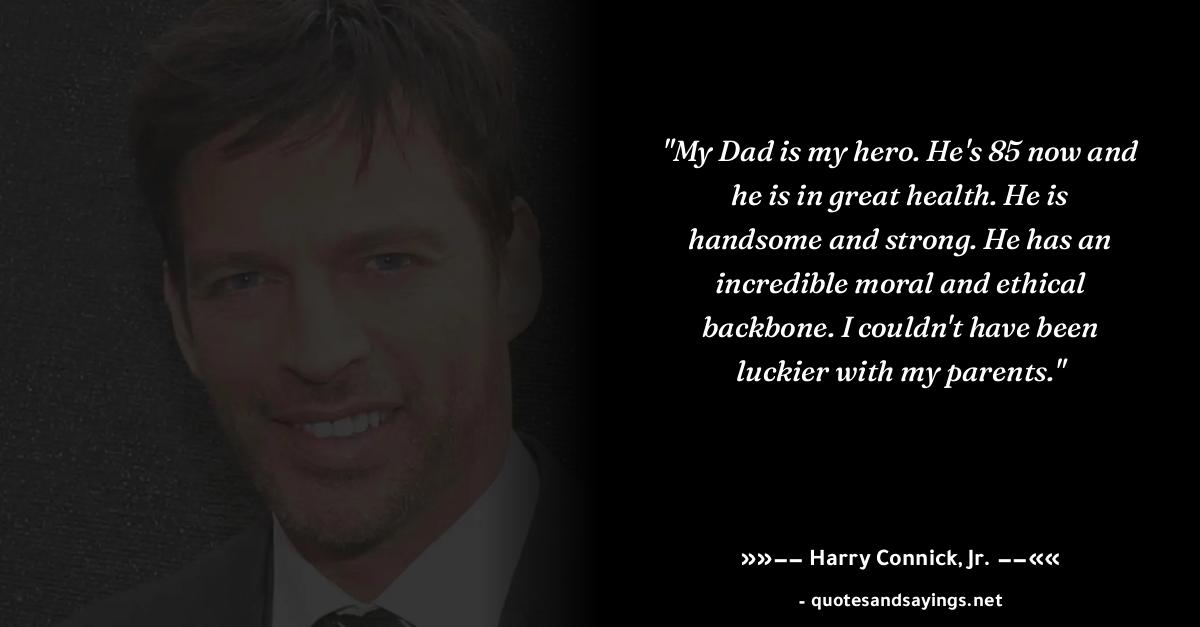 "My Dad is my hero. He's 85 now and
he is in great health. He is
handsome and strong. He has an
incredible moral and ethical
backbone. I couldn't have been
luckier with my parents."
»»–– Harry Connick, Jr. ––««
- quotesandsayings.net